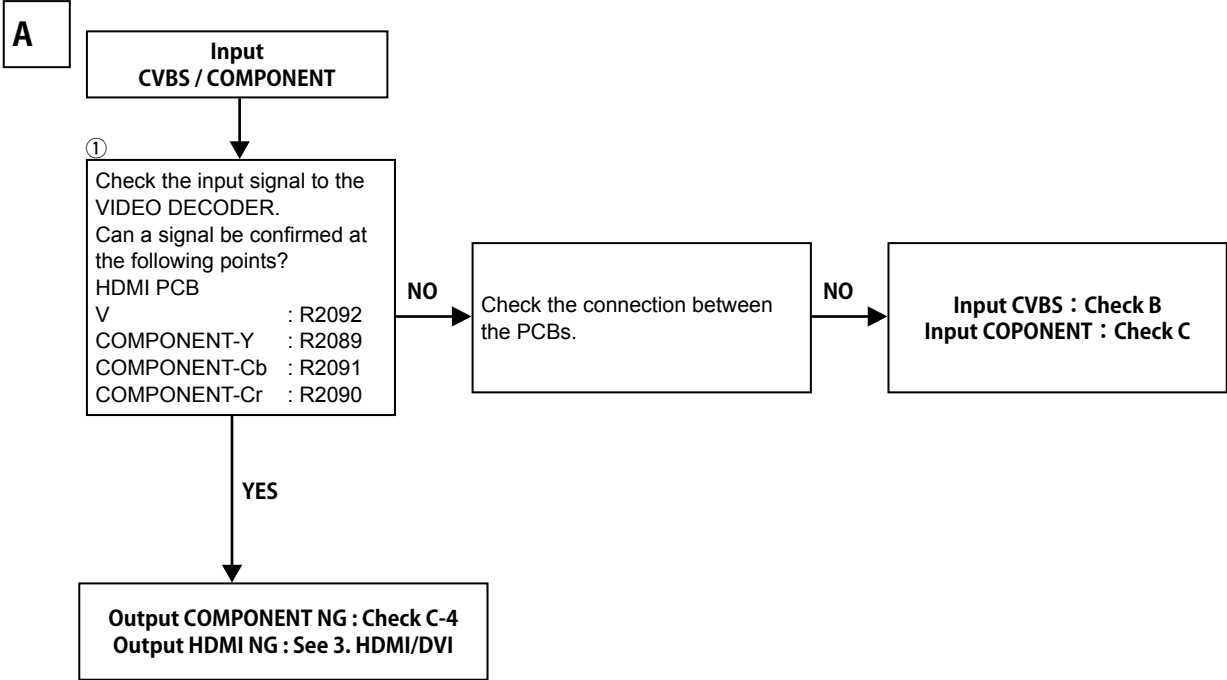 A
Input
CVBS / COMPONENT
①
Check the input signal to the
VIDEO DECODER.
Can a signal be confirmed at
the following points?
HDMI PCB
V : R2092
COMPONENT-Y : R2089
COMPONENT-Cb : R2091
COMPONENT-Cr : R2090
NO
Check the connection between
the PCBs.
NO
Input CVBS：Check B
Input COPONENT：Check C
YES
Output COMPONENT NG : Check C-4
Output HDMI NG : See 3. HDMI/DVI